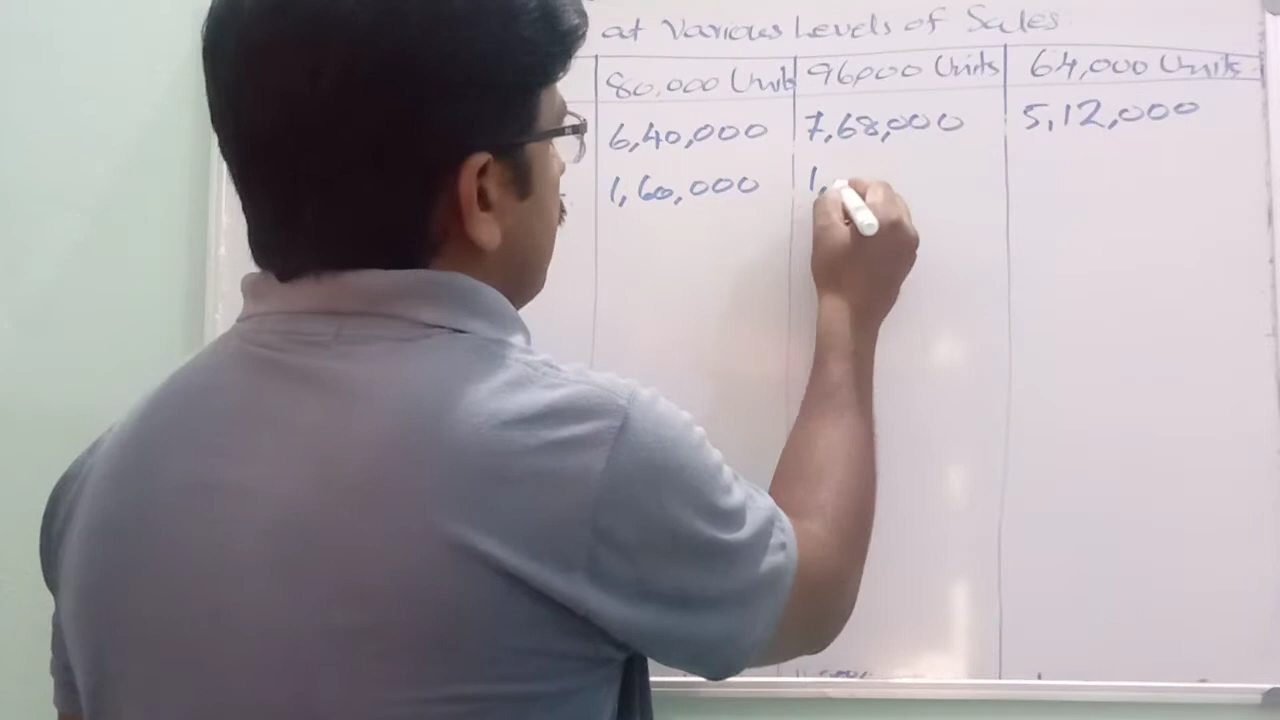 at Various Levels of Sales
80,000 Units 96,000 Units 64,000 Units
6,40,000 7,68,000 5,12,000
1,60,000 1,